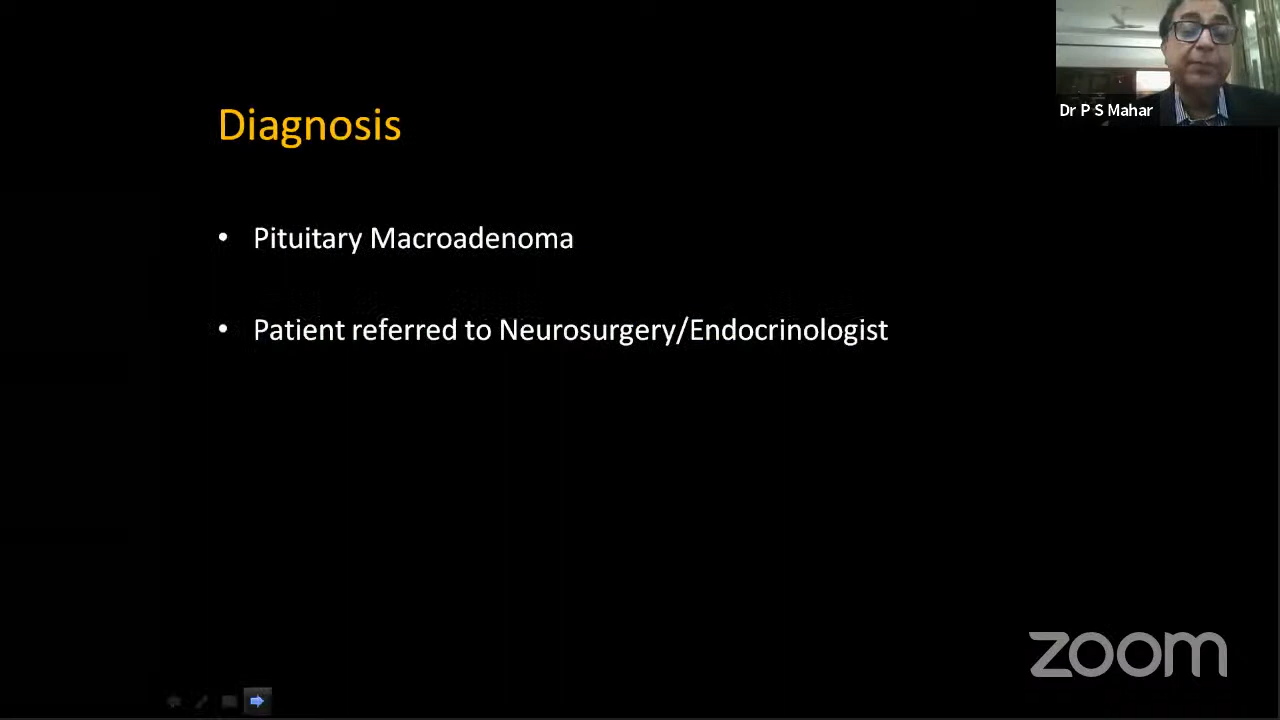 Dr P S Mahar
Diagnosis
• Pituitary Macroadenoma
• Patient referred to Neurosurgery/Endocrinologist
zoom